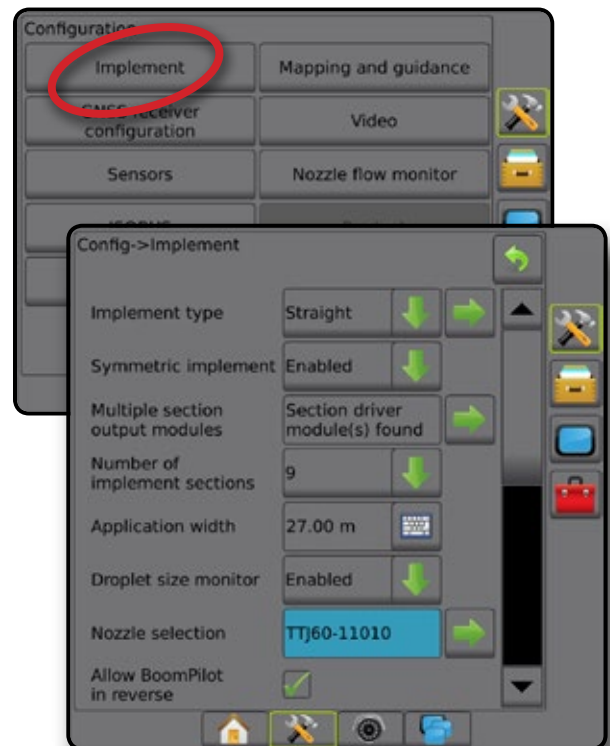 Configuration
Implement
Mapping and guidance
GNSS receiver
configuration
Video
Sensors
Nozzle flow monitor
Config->Implement
Implement type
Straight
Symmetric implement
Enabled
Multiple section
output modules
Section driver
module(s) found
Number of
implement sections
9
Application width
27.00 m
Droplet size monitor
Enabled
Nozzle selection
TTJ60-11010
Allow BoomPilot
in reverse